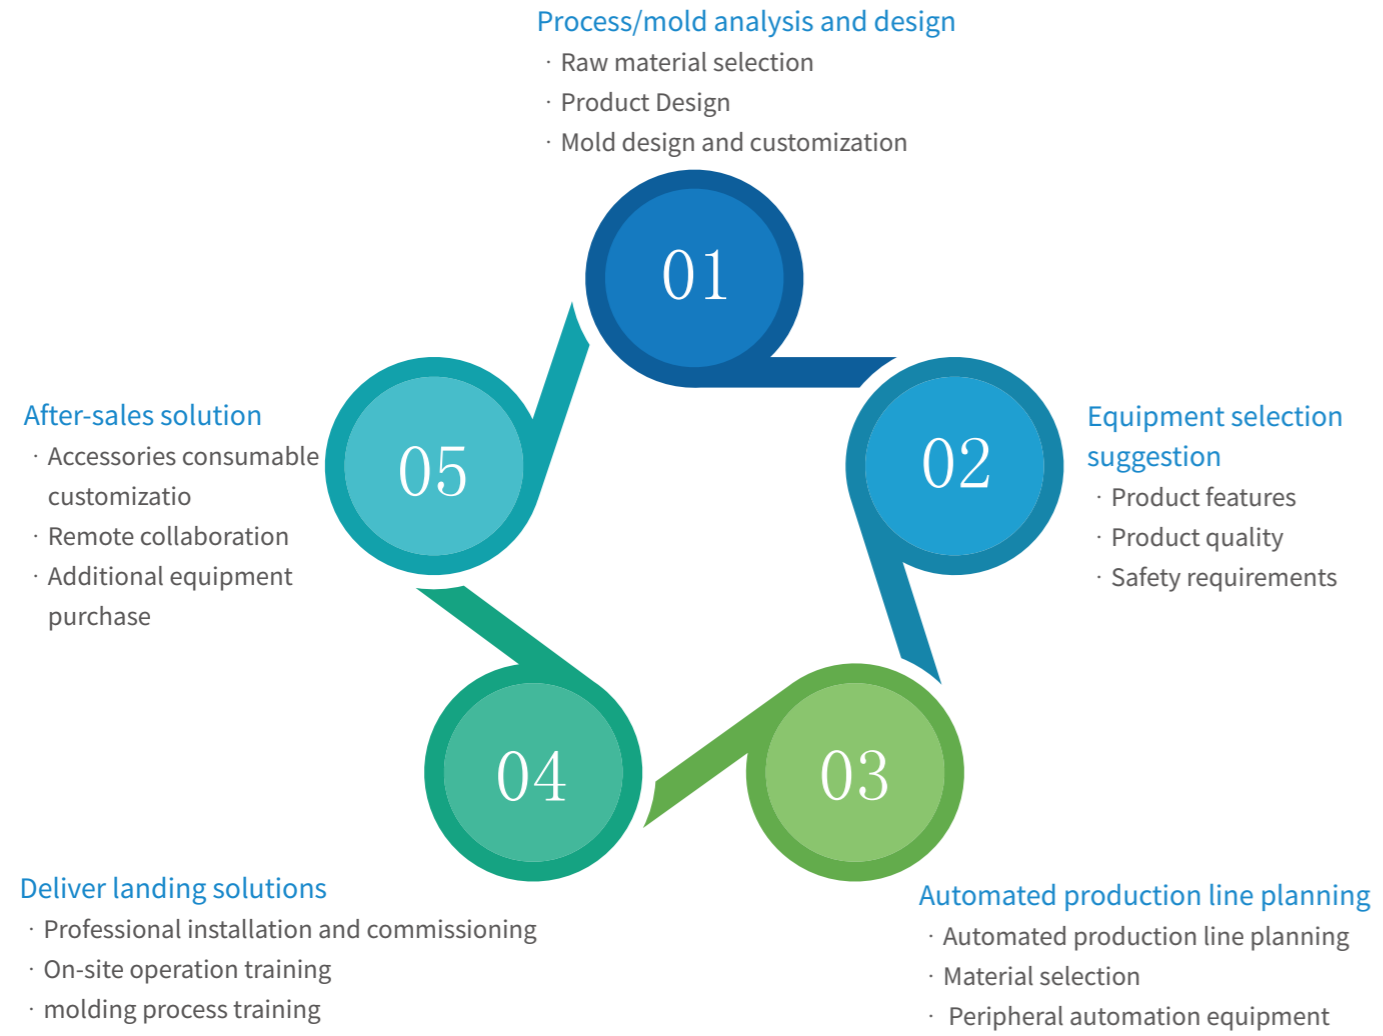 Process/mold analysis and design
· Raw material selection
· Product Design
· Mold design and customization
01
02
Equipment selection
suggestion
· Product features
· Product quality
· Safety requirements
03
Automated production line planning
· Automated production line planning
· Material selection
· Peripheral automation equipment
04
Deliver landing solutions
· Professional installation and commissioning
· On-site operation training
· molding process training
05
After-sales solution
· Accessories consumable
customizatio
· Remote collaboration
· Additional equipment
purchase